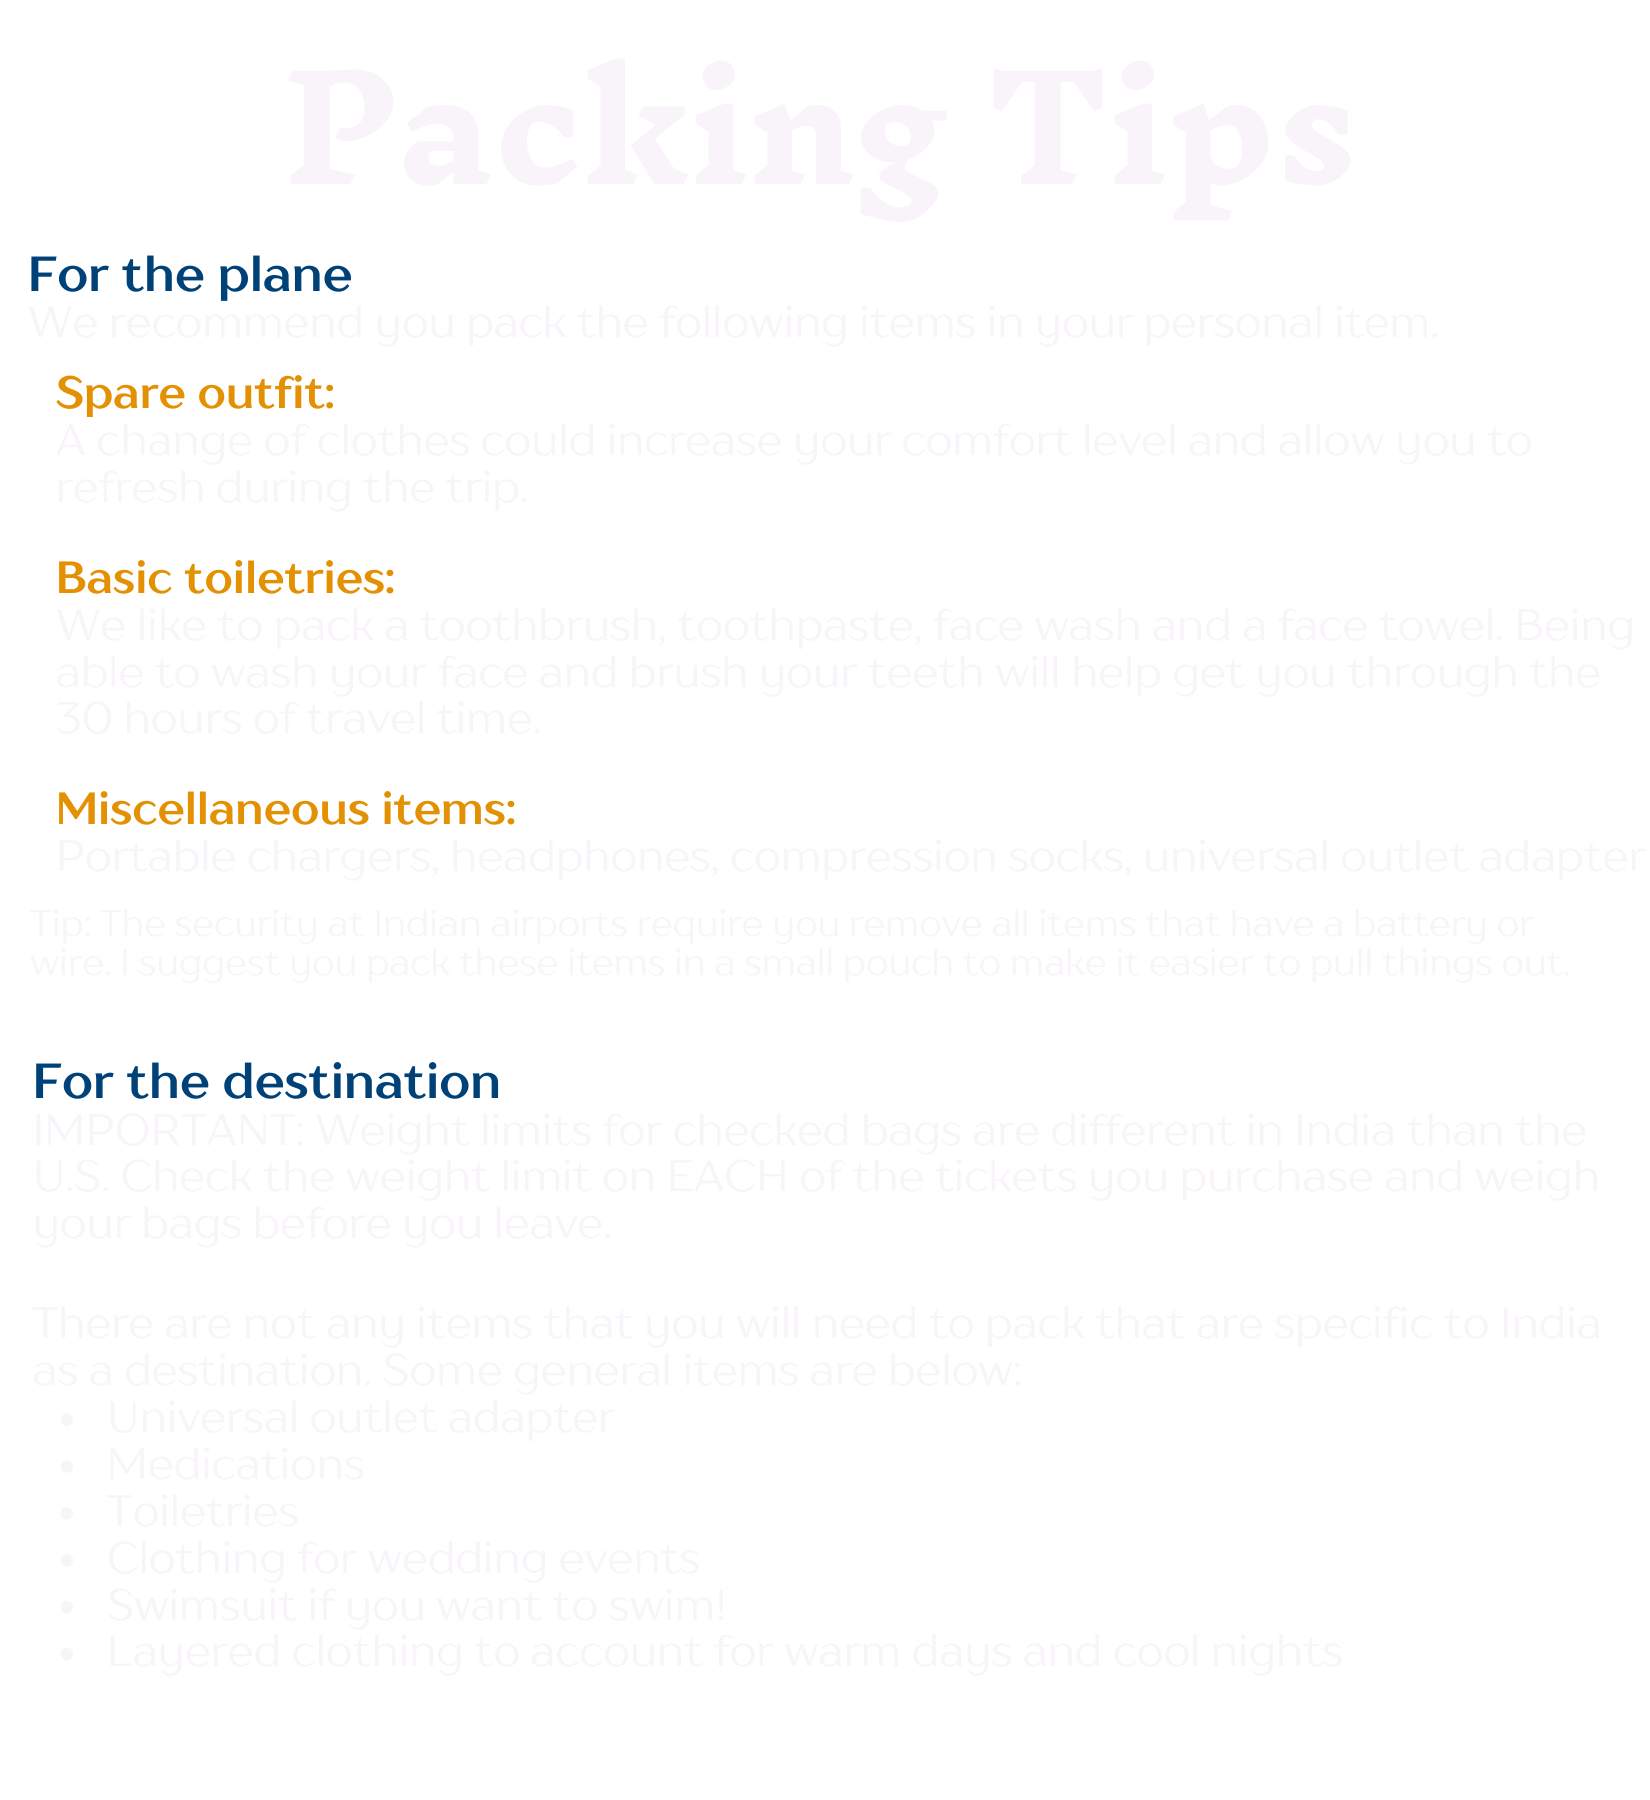 Packing Tips
For the plane
We recommend you pack the following items in your personal item.
Spare outfit:
A change of clothes could increase your comfort level and allow you to
refresh during the trip.
Basic toiletries:
We like to pack a toothbrush, toothpaste, face wash and a face towel. Being
able to wash your face and brush your teeth will help get you through the
30 hours of travel time.
Miscellaneous items:
Portable chargers, headphones, compression socks, universal outlet adapter
Tip: The security at Indian airports require you remove all items that have a battery or
wire. I suggest you pack these items in a small pouch to make it easier to pull things out.
For the destination
IMPORTANT: Weight limits for checked bags are different in India than the
U.S. Check the weight limit on EACH of the tickets you purchase and weigh
your bags before you leave.
There are not any items that you will need to pack that are specific to India
as a destination. Some general items are below:
• Universal outlet adapter
• Medications
• Toiletries
• Clothing for wedding events
• Swimsuit if you want to swim!
• Layered clothing to account for warm days and cool nights